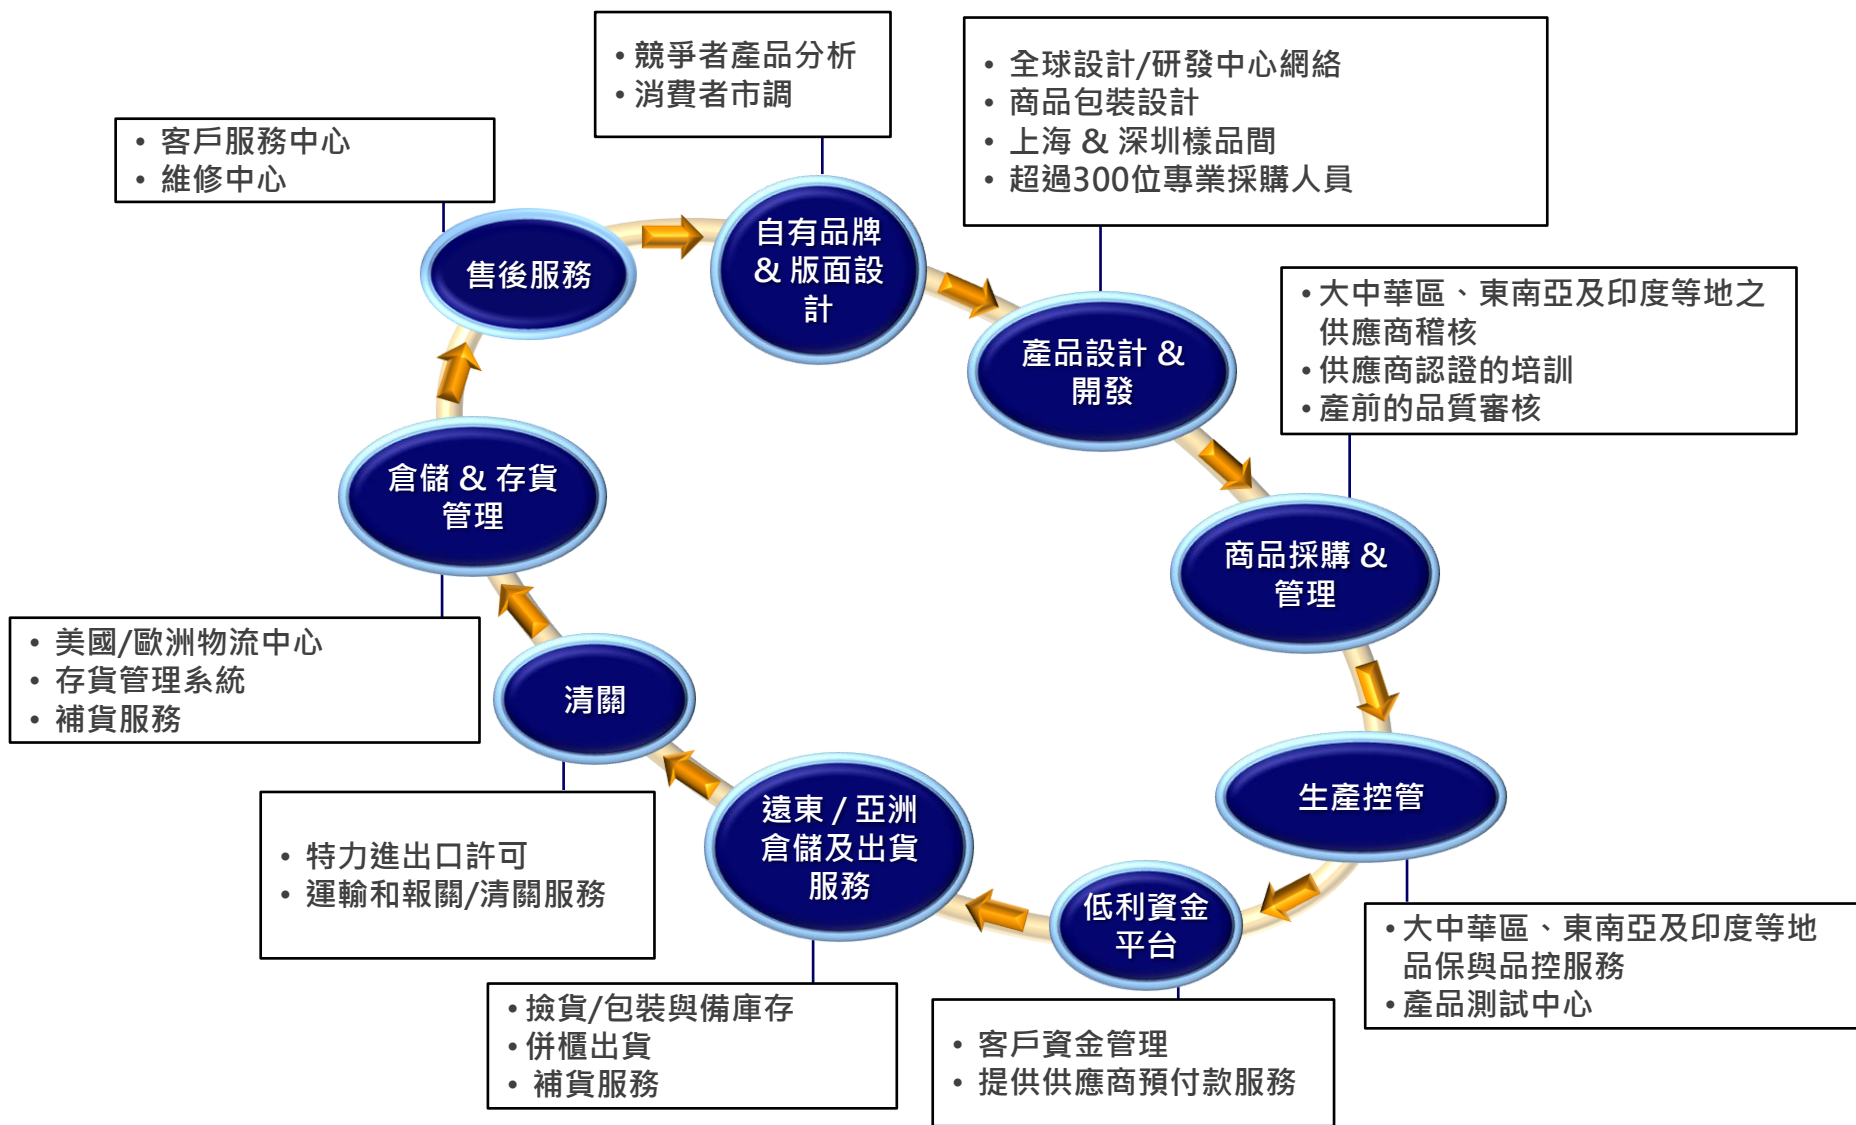 • 競爭者產品分析
• 消費者市調
• 全球設計/研發中心網絡
• 商品包裝設計
• 上海 & 深圳樣品間
• 超過300位專業採購人員
• 客戶服務中心
• 維修中心
自有品牌
& 版面設
計
售後服務
產品設計 &
開發
• 大中華區、東南亞及印度等地之
供應商稽核
• 供應商認證的培訓
• 產前的品質審核
倉儲 & 存貨
管理
商品採購 &
管理
• 美國/歐洲物流中心
• 存貨管理系統
• 補貨服務
清關
生產控管
遠東 / 亞洲
倉儲及出貨
服務
• 特力進出口許可
• 運輸和報關/清關服務
低利資金
平台
• 大中華區、東南亞及印度等地
品保與品控服務
• 產品測試中心
• 撿貨/包裝與備庫存
• 併櫃出貨
• 補貨服務
• 客戶資金管理
• 提供供應商預付款服務